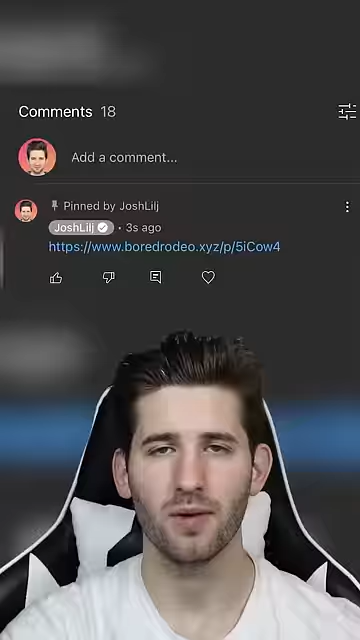 Comments 18
Add a comment...
Pinned by JoshLilj
JoshLilj • 3s ago
https://www.boredrodeo.xyz/p/5iCow4